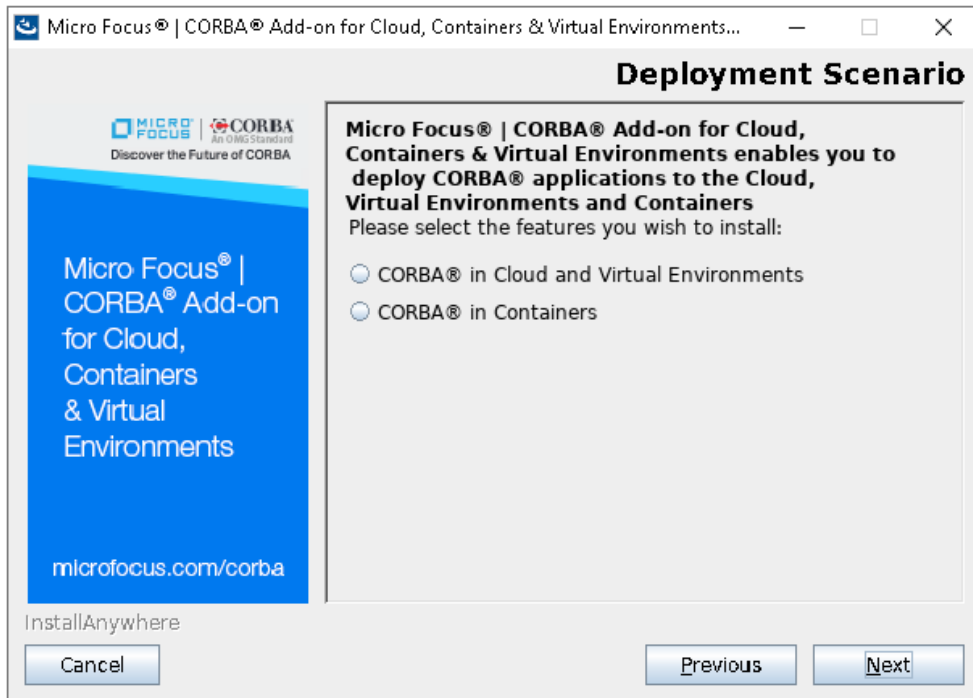 Micro Focus® | CORBA® Add-on for Cloud, Containers & Virtual Environments...
Deployment Scenario
MICRO FOCUS | CORBA
An OMG Standard
Discover the Future of CORBA
Micro Focus® |
CORBA® Add-on
for Cloud,
Containers
& Virtual
Environments
microfocus.com/corba
Micro Focus® | CORBA® Add-on for Cloud,
Containers & Virtual Environments enables you to
deploy CORBA® applications to the Cloud,
Virtual Environments and Containers
Please select the features you wish to install:
CORBA® in Cloud and Virtual Environments
CORBA® in Containers
InstallAnywhere
Cancel
Previous
Next